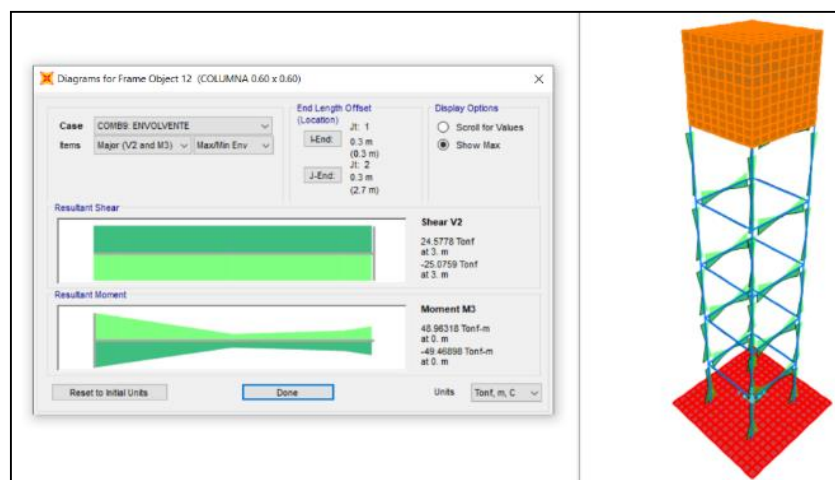 Diagrams for Frame Object 12 (COLUMNA 0.60 x 0.60)
Case
COMB9: ENVOLVENTE
Items
Major (V2 and M3)
Max/Min Env
End Length Offset
(Location)
Jt: 1
I-End:
0.3 m
(0.3 m)
Jt: 2
J-End:
0.3 m
(2.7 m)
Display Options
Scroll for Values
Show Max
Resultant Shear
Shear V2
24.5778 Tonf
at 3. m
-25.0759 Tonf
at 3. m
Resultant Moment
Moment M3
48.96318 Tonf-m
at 0. m
-49.46898 Tonf-m
at 0. m
Reset to Initial Units
Done
Units
Tonf, m, C